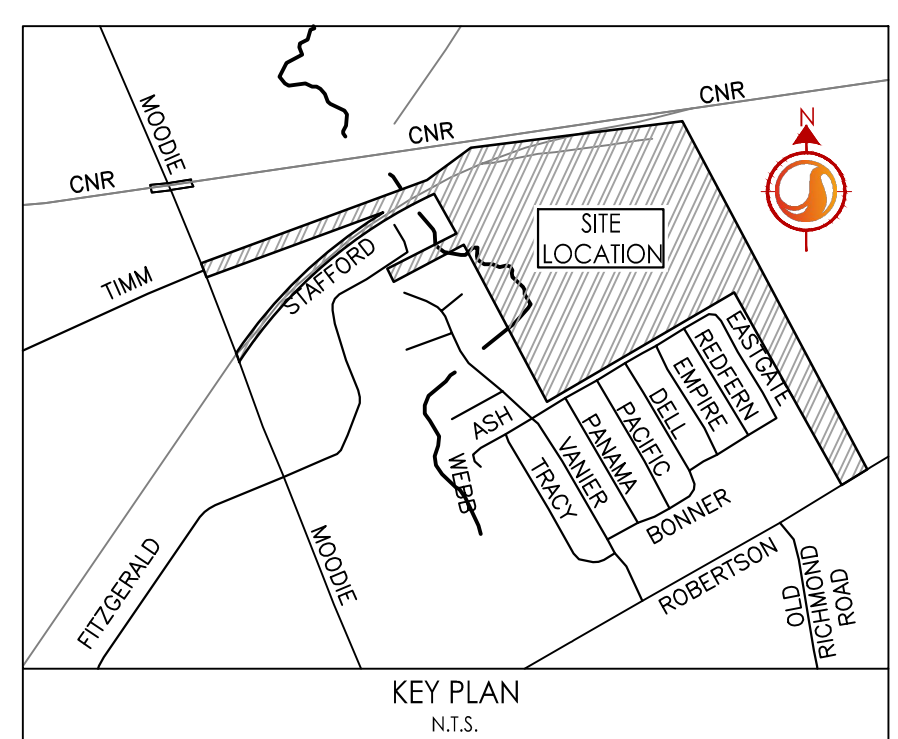 MOODIE
CNR
CNR
CNR
N
SITE
LOCATION
TIMM
STAFFORD
EASTGATE
REDFERN
EMPIRE
DELL
PACIFIC
PANAMA
VANIER
TRACY
ASH
WEBB
BONNER
ROBERTSON
MOODIE
FITZGERALD
OLD
RICHMOND
ROAD
KEY PLAN
N.T.S.